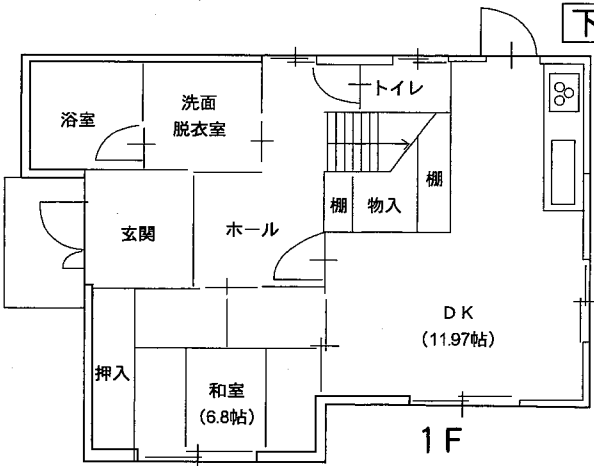 下
トイレ
洗面
脱衣室
浴室
棚
棚
物入
玄関
ホール
DK
(11.97帖)
押入
和室
(6.8帖)
1F